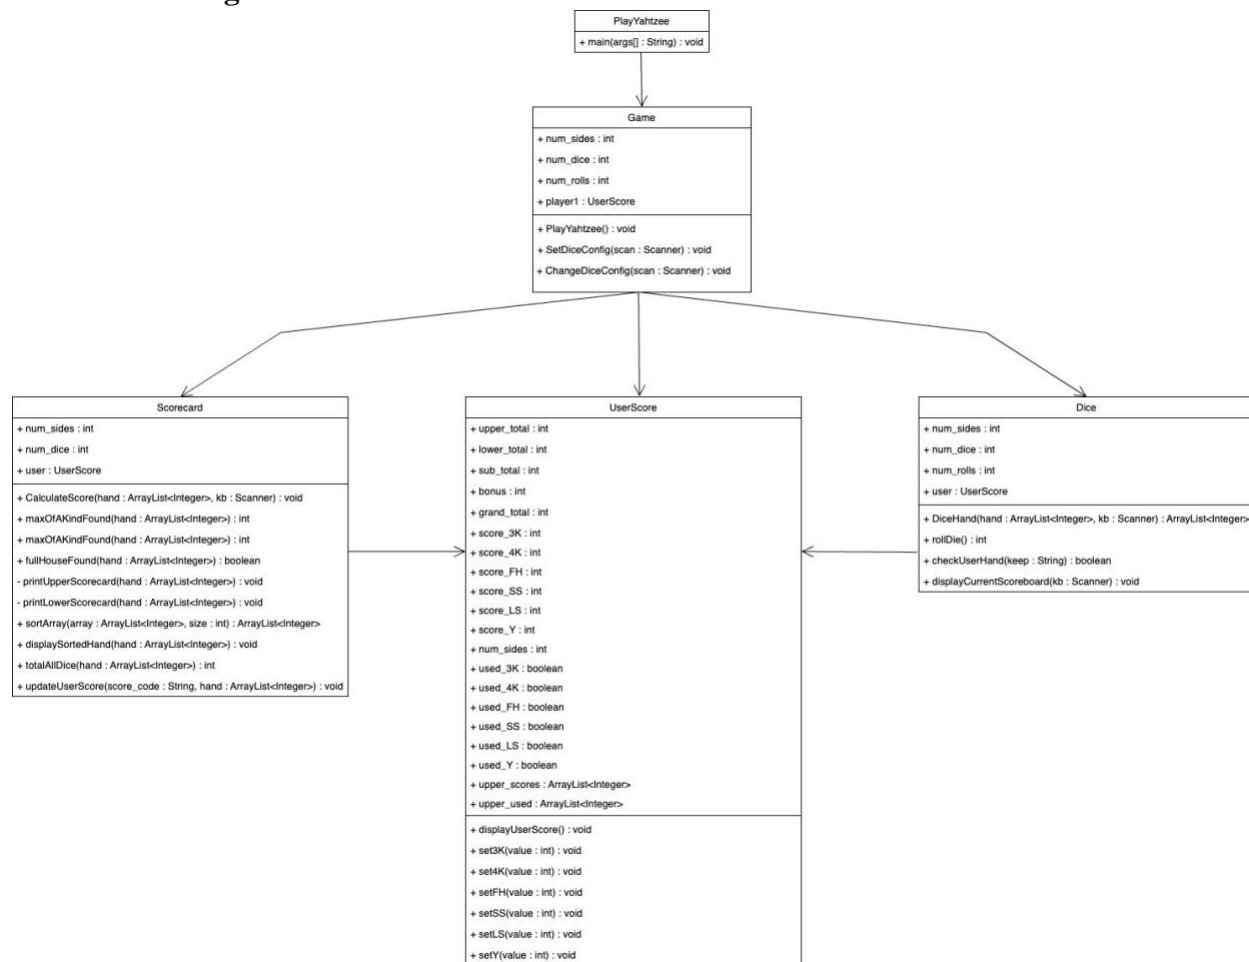 PlayYahtzee
+ main(args[] : String) : void
Game
+ num_sides : int
+ num_dice : int
+ num_rolls : int
+ player1 : UserScore
+ PlayYahtzee() : void
+ SetDiceConfig(scan : Scanner) : void
+ ChangeDiceConfig(scan : Scanner) : void
Scorecard
+ num_sides : int
+ num_dice : int
+ user : UserScore
+ CalculateScore(hand : ArrayList<Integer>, kb : Scanner) : void
+ maxOfAKindFound(hand : ArrayList<Integer>) : int
+ maxOfAKindFound(hand : ArrayList<Integer>) : int
+ fullHouseFound(hand : ArrayList<Integer>) : boolean
- printUpperScorecard(hand : ArrayList<Integer>) : void
- printLowerScorecard(hand : ArrayList<Integer>) : void
+ sortArray(array : ArrayList<Integer>, size : int) : ArrayList<Integer>
+ displaySortedHand(hand : ArrayList<Integer>) : void
+ totalAllDice(hand : ArrayList<Integer>) : int
+ updateUserScore(score_code : String, hand : ArrayList<Integer>) : void
UserScore
+ upper_total : int
+ lower_total : int
+ sub_total : int
+ bonus : int
+ grand_total : int
+ score_3K : int
+ score_4K : int
+ score_FH : int
+ score_SS : int
+ score_LS : int
+ score_Y : int
+ num_sides : int
+ used_3K : boolean
+ used_4K : boolean
+ used_FH : boolean
+ used_SS : boolean
+ used_LS : boolean
+ used_Y : boolean
+ upper_scores : ArrayList<Integer>
+ upper_used : ArrayList<Integer>
+ displayUserScore() : void
+ set3K(value : int) : void
+ set4K(value : int) : void
+ setFH(value : int) : void
+ setSS(value : int) : void
+ setLS(value : int) : void
+ setY(value : int) : void
Dice
+ num_sides : int
+ num_dice : int
+ num_rolls : int
+ user : UserScore
+ DiceHand(hand : ArrayList<Integer>, kb : Scanner) : ArrayList<Integer>
+ rollDie() : int
+ checkUserHand(keep : String) : boolean
+ displayCurrentScoreboard(kb : Scanner) : void